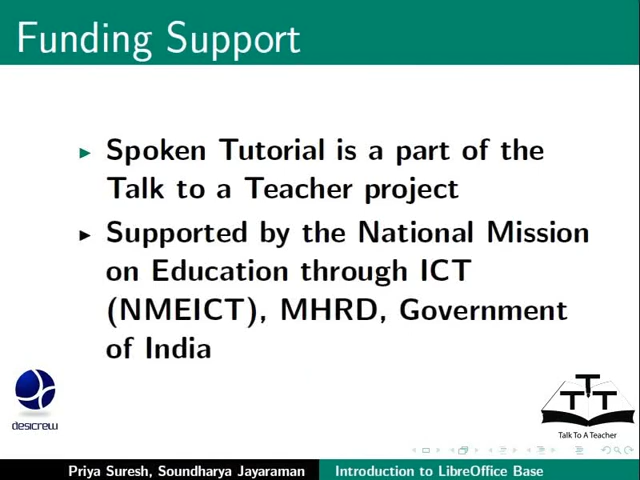 Funding Support
Spoken Tutorial is a part of the
Talk to a Teacher project
Supported by the National Mission
on Education through ICT
(NMEICT), MHRD, Government
of India
desicrew
TTT
Talk To A Teacher
Priya Suresh, Soundharya Jayaraman
Introduction to LibreOffice Base